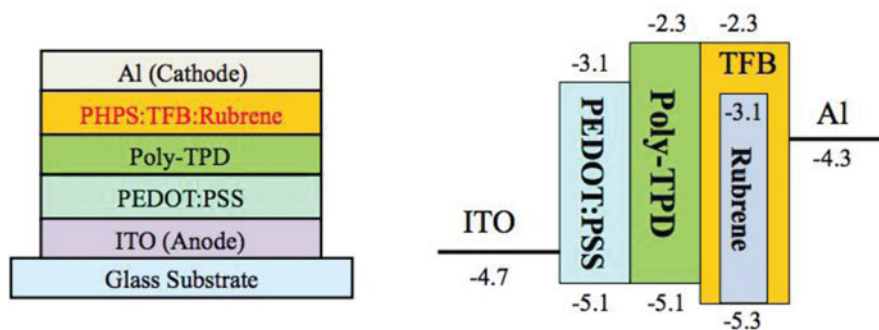 Al (Cathode)
PHPS:TFB:Rubrene
Poly-TPD
PEDOT:PSS
ITO (Anode)
Glass Substrate
-2.3
-2.3
-3.1
TFB
-3.1
Al
-4.3
PEDOT:PSS
Poly-TPD
Rubrene
ITO
-4.7
-5.1
-5.1
-5.3